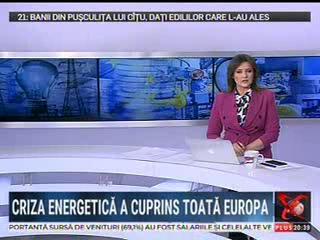 21: BANII DIN PUȘCULIȚA LUI CÎȚU, DAȚI EDILILOR CARE L-AU ALES
CRIZA ENERGETICĂ A CUPRINS TOATĂ EUROPA
PORTANTĂ SURSĂ DE VENITURI (69,1%) AU FOST SALARIILE ȘI CELELALTE VE
PLUS 20:39